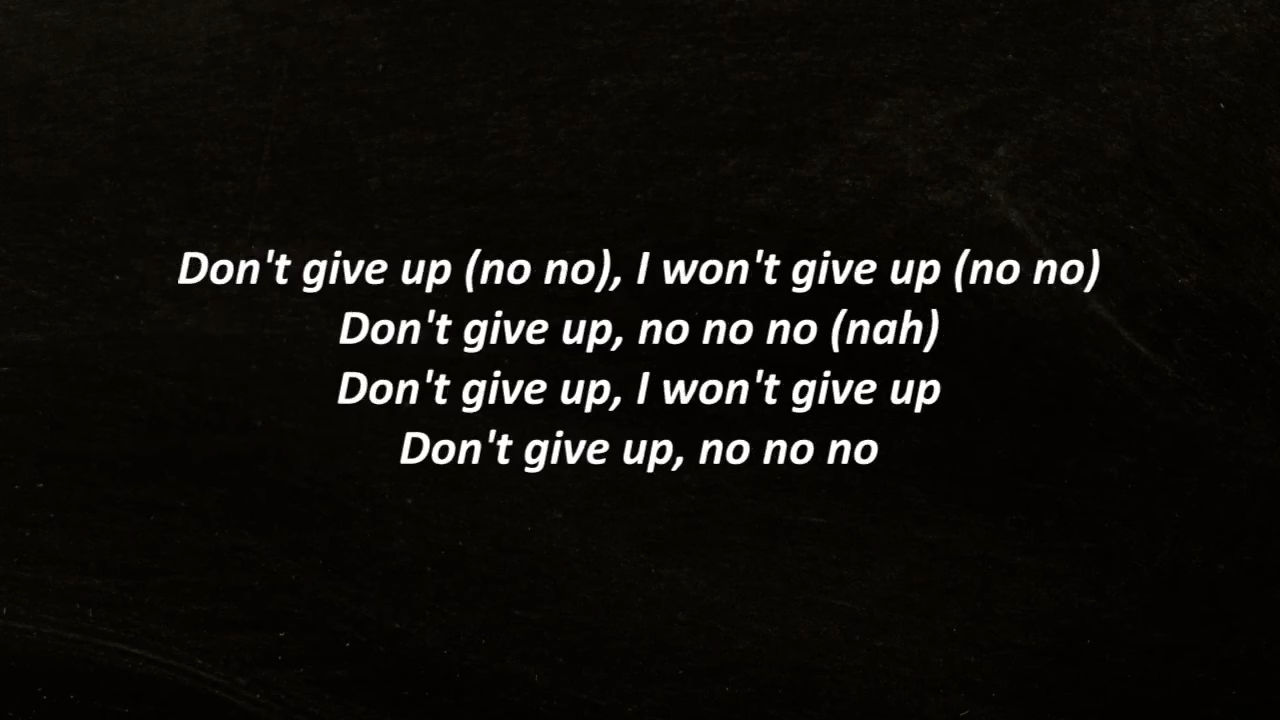 Don't give up (no no), I won't give up (no no)
Don't give up, no no no (nah)
Don't give up, I won't give up
Don't give up, no no no